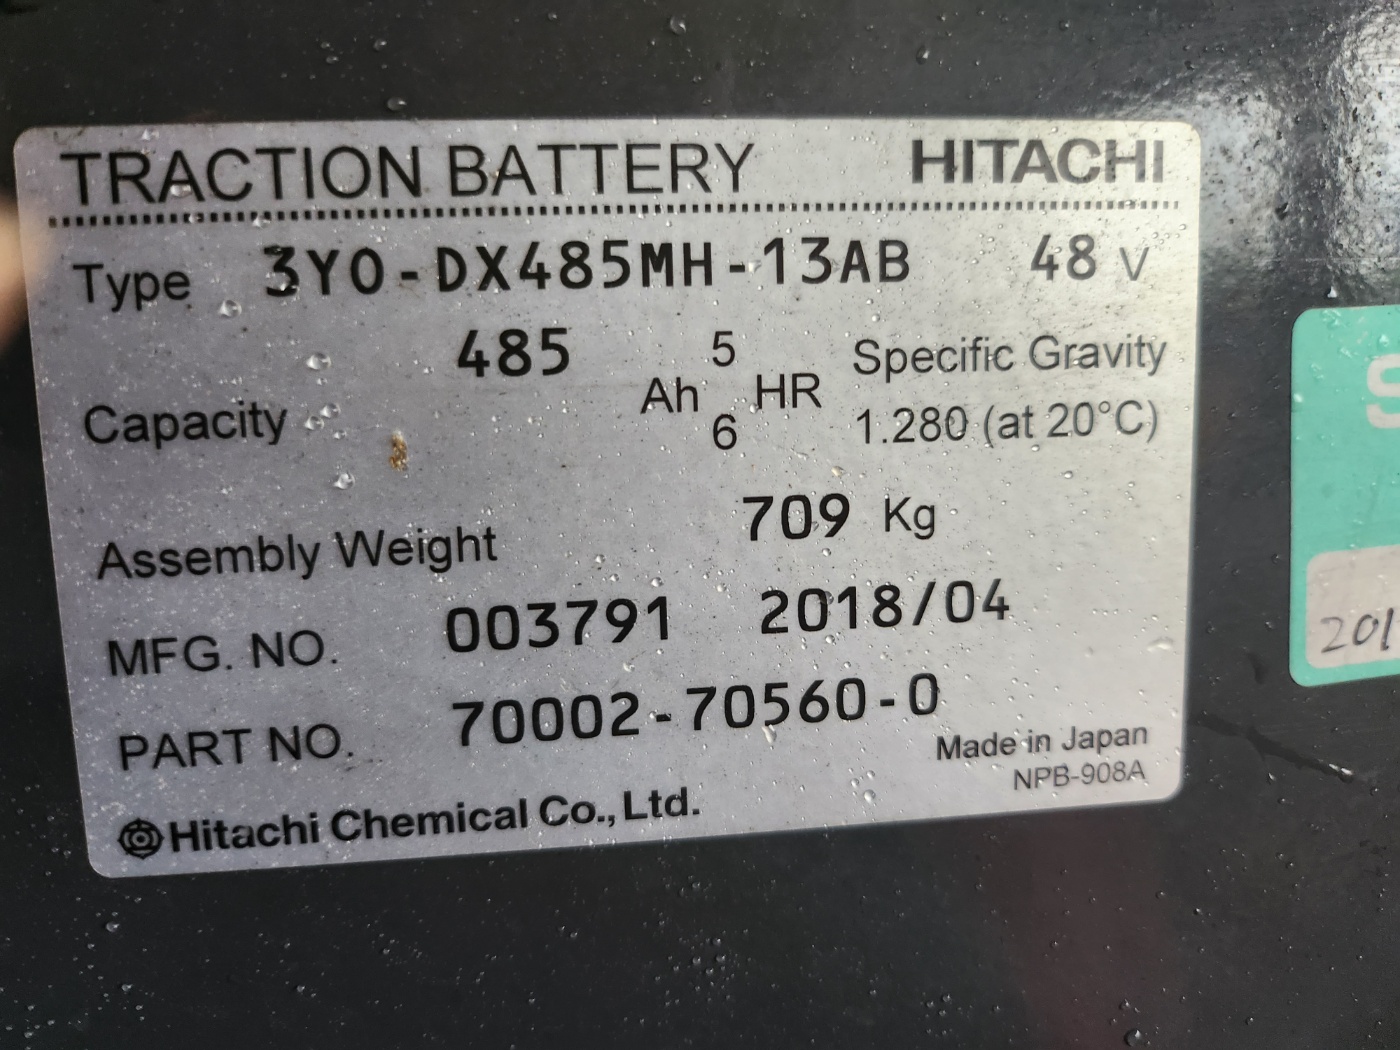 TRACTION BATTERY HITACHI
Type 3YO-DX485MH-13AB 48 V
Capacity 485 Ah 5 HR Specific Gravity
6 1.280 (at 20°C)
Assembly Weight 709 Kg
MFG. NO. 003791 2018/04
PART NO. 70002-70560-0
Made in Japan
NPB-908A
Hitachi Chemical Co., Ltd.
S
201